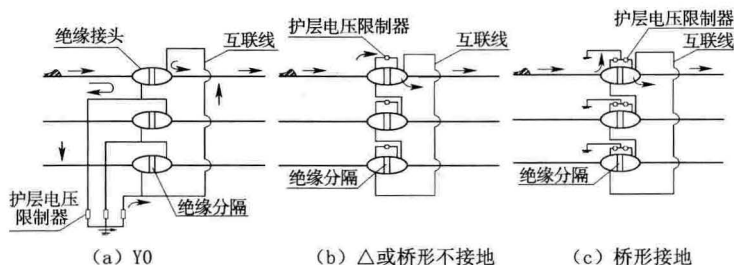 绝缘接头
互联线
护层电压
限制器
绝缘分隔
(a) Y0
护层电压限制器
互联线
绝缘分隔
(b) △或桥形不接地
护层电压限制器
互联线
绝缘分隔
(c) 桥形接地